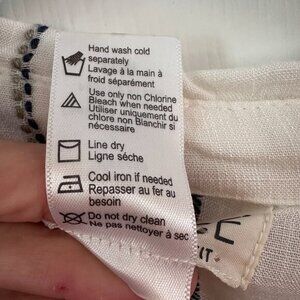 Hand wash cold
separately
Lavage à la main à
froid séparément
Use only non Chlorine
Bleach when needed
Utiliser uniquement du
chlore non Blanchir si
nécessaire
Line dry
Ligne sèche
Cool iron if needed
Repasser au fer au
besoin
Do not dry clean
Ne pas nettoyer à sec